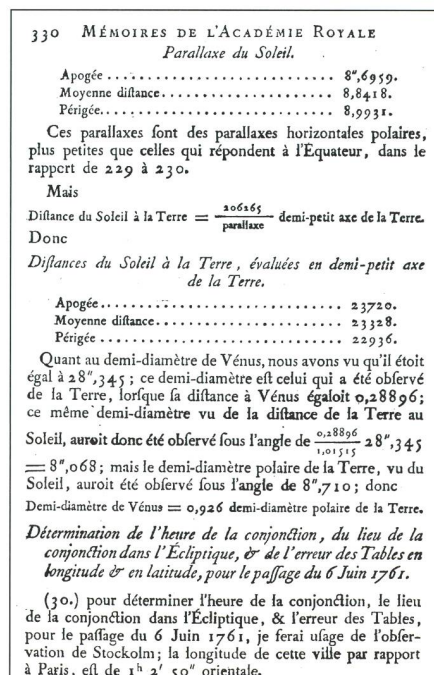 330 MÉMOIRES DE L'ACADÉMIE ROYALE
Parallaxe du Soleil.
Apogée . . . . . . . . . . . . . . . . . . . . . . . . . . . . 8",6959.
Moyenne distance . . . . . . . . . . . . . . . . . . . . . 8,8418.
Périgée . . . . . . . . . . . . . . . . . . . . . . . . . . . . 8,9931.
Ces parallaxes sont des parallaxes horizontales polaires,
plus petites que celles qui répondent à l'Équateur, dans le
rapport de 229 à 230.
Mais
Distance du Soleil à la Terre = 206265/parallaxe demi-petit axe de la Terre.
Donc
Distances du Soleil à la Terre, évaluées en demi-petit axe
de la Terre.
Apogée . . . . . . . . . . . . . . . . . . . . . . . . . . . . 23720.
Moyenne distance . . . . . . . . . . . . . . . . . . . . . 23328.
Périgée . . . . . . . . . . . . . . . . . . . . . . . . . . . . 22936.
Quant au demi-diamètre de Vénus, nous avons vu qu'il étoit
égal à 28",345 ; ce demi-diamètre est celui qui a été observé
de la Terre, lorsque sa distance à Vénus égaloit 0,28896;
ce même demi-diamètre vu de la distance de la Terre au
Soleil, auroit donc été observé sous l'angle de 0,28896/1,01515 28",345
= 8",068; mais le demi-diamètre polaire de la Terre, vu du
Soleil, auroit été observé sous l'angle de 8",710; donc
Demi-diamètre de Vénus = 0,926 demi-diamètre polaire de la Terre.
Détermination de l'heure de la conjonction, du lieu de la
conjonction dans l'Écliptique, & de l'erreur des Tables en
longitude & en latitude, pour le passage du 6 Juin 1761.
(30.) pour déterminer l'heure de la conjonction, le lieu
de la conjonction dans l'Écliptique, & l'erreur des Tables,
pour le passage du 6 Juin 1761, je ferai usage de l'obser-
vation de Stockolm; la longitude de cette ville par rapport
à Paris, est de 1h 2' 50" orientale.